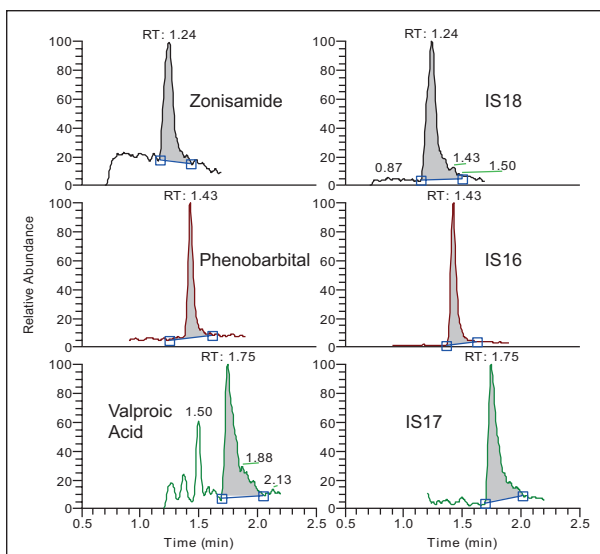 RT: 1.24
100
80
60
40
20
0
Zonisamide
RT: 1.24
100
80
60
40
20
0
IS18
0.87
1.43
1.50
RT: 1.43
100
80
60
40
20
0
Phenobarbital
RT: 1.43
100
80
60
40
20
0
IS16
Relative Abundance
RT: 1.75
100
80
60
40
20
0
Valproic
Acid
1.50
1.88
2.13
RT: 1.75
100
80
60
40
20
0
IS17
0.5 1.0 1.5 2.0 2.5
Time (min)
0.5 1.0 1.5 2.0 2.5
Time (min)